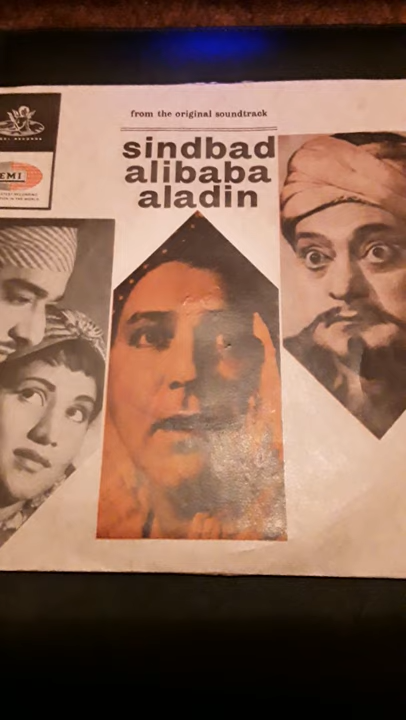 from the original soundtrack
sindbad
alibaba
aladin
EMI